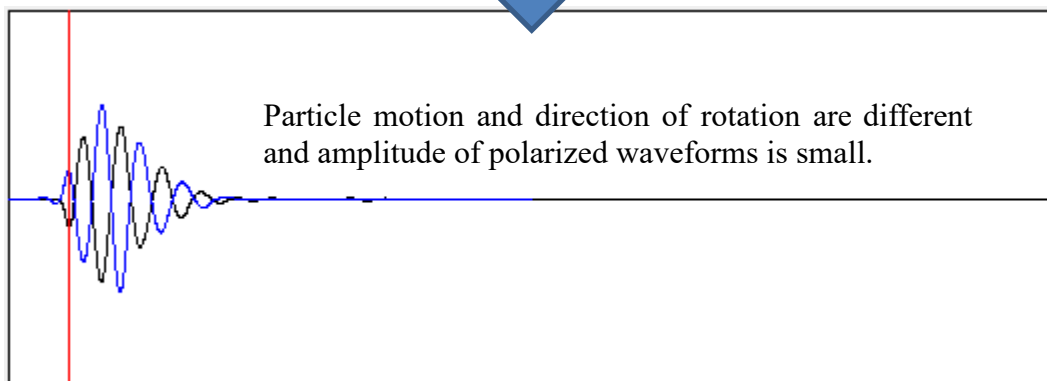 Particle motion and direction of rotation are different
and amplitude of polarized waveforms is small.